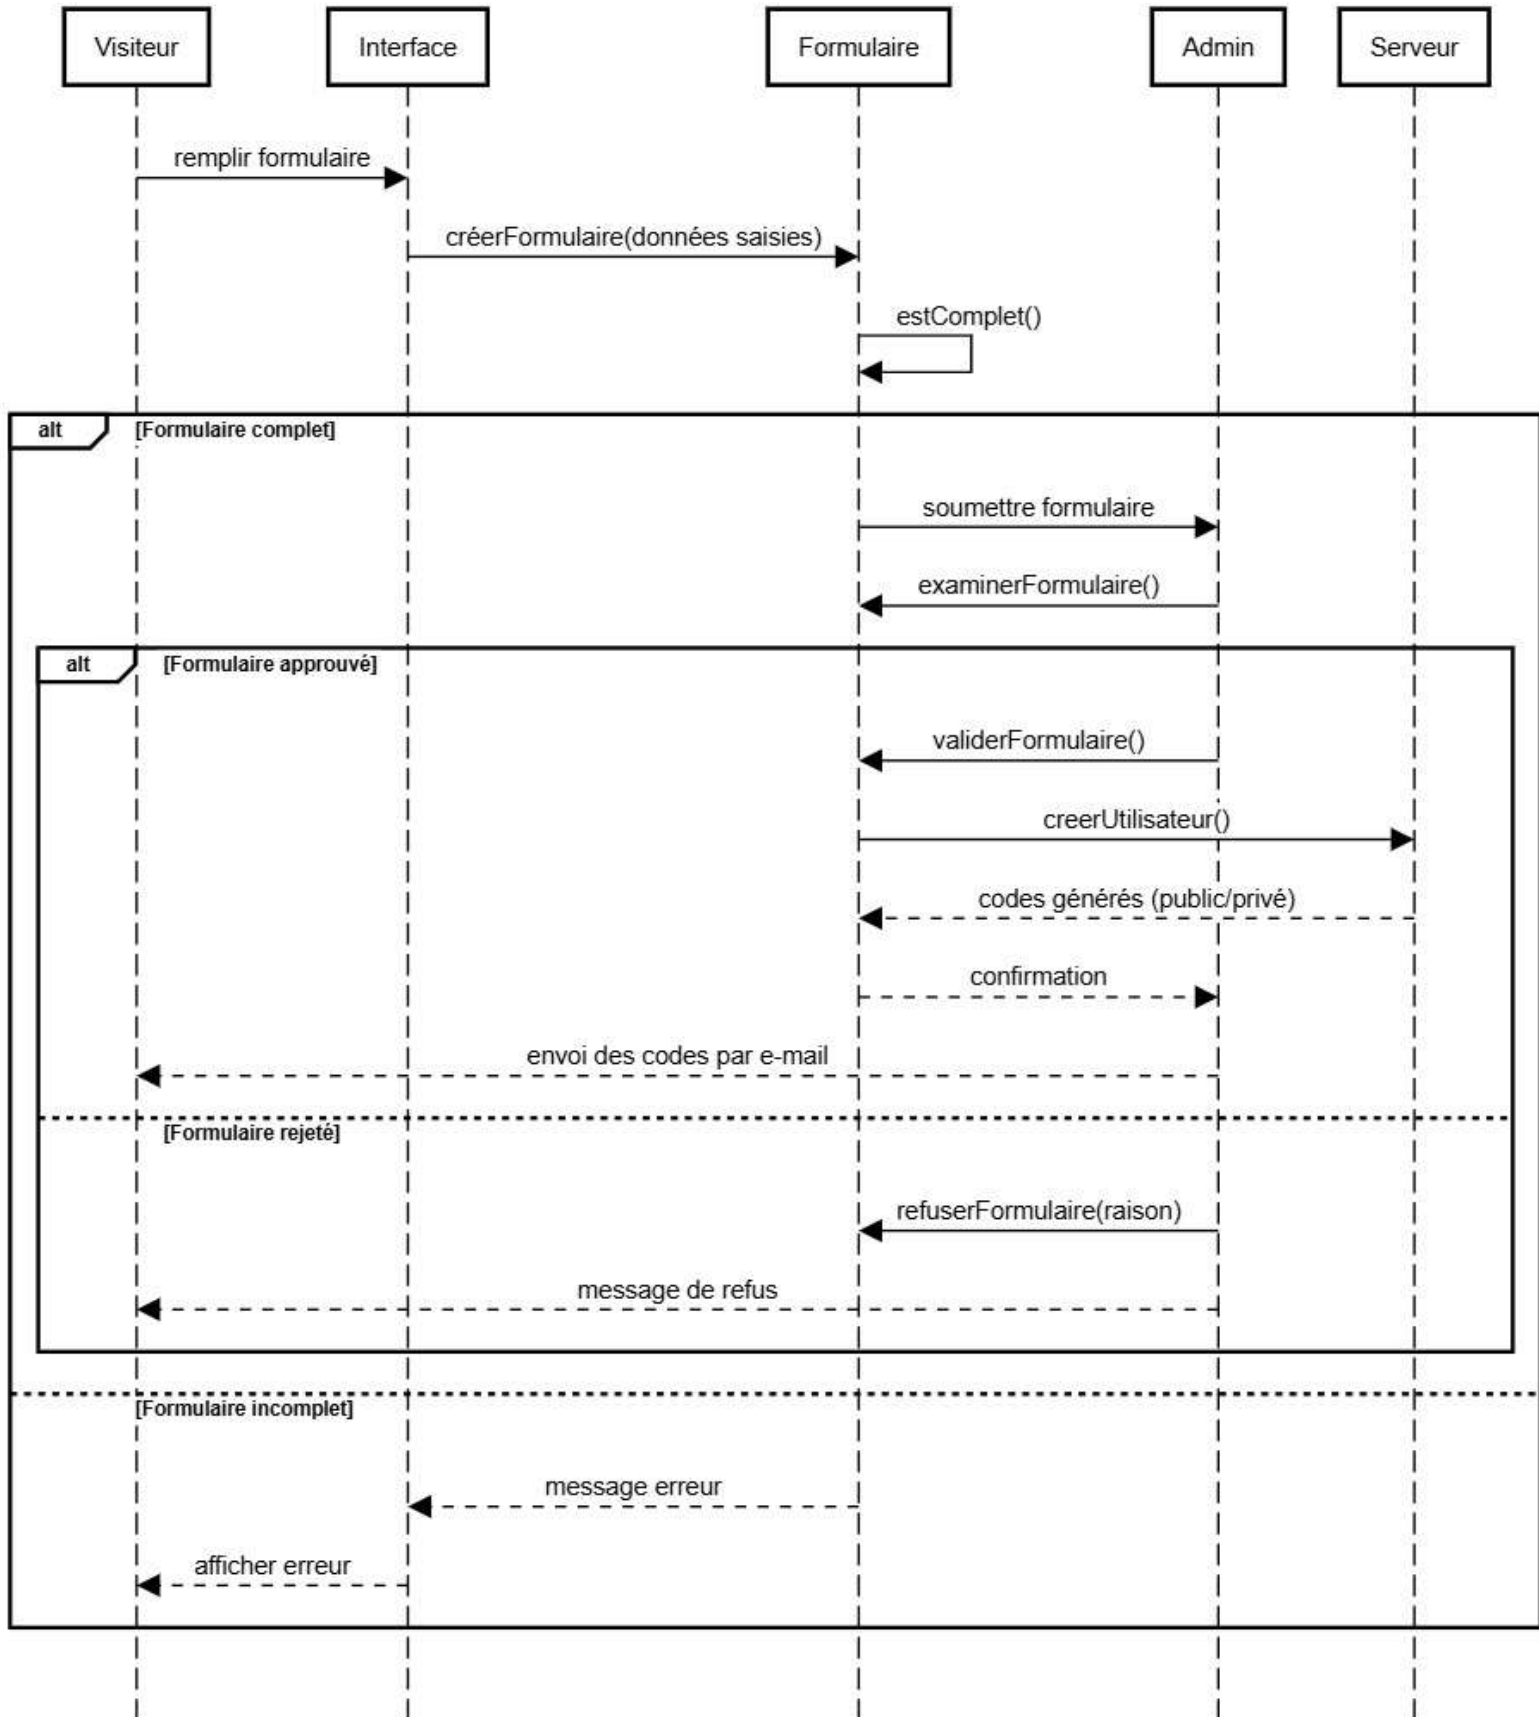 Visiteur
Interface
Formulaire
Admin
Serveur
remplir formulaire
créerFormulaire(données saisies)
estComplet()
alt
[Formulaire complet]
soumettre formulaire
examinerFormulaire()
alt
[Formulaire approuvé]
validerFormulaire()
creerUtilisateur()
codes générés (public/privé)
confirmation
envoi des codes par e-mail
[Formulaire rejeté]
refuserFormulaire(raison)
message de refus
[Formulaire incomplet]
message erreur
afficher erreur